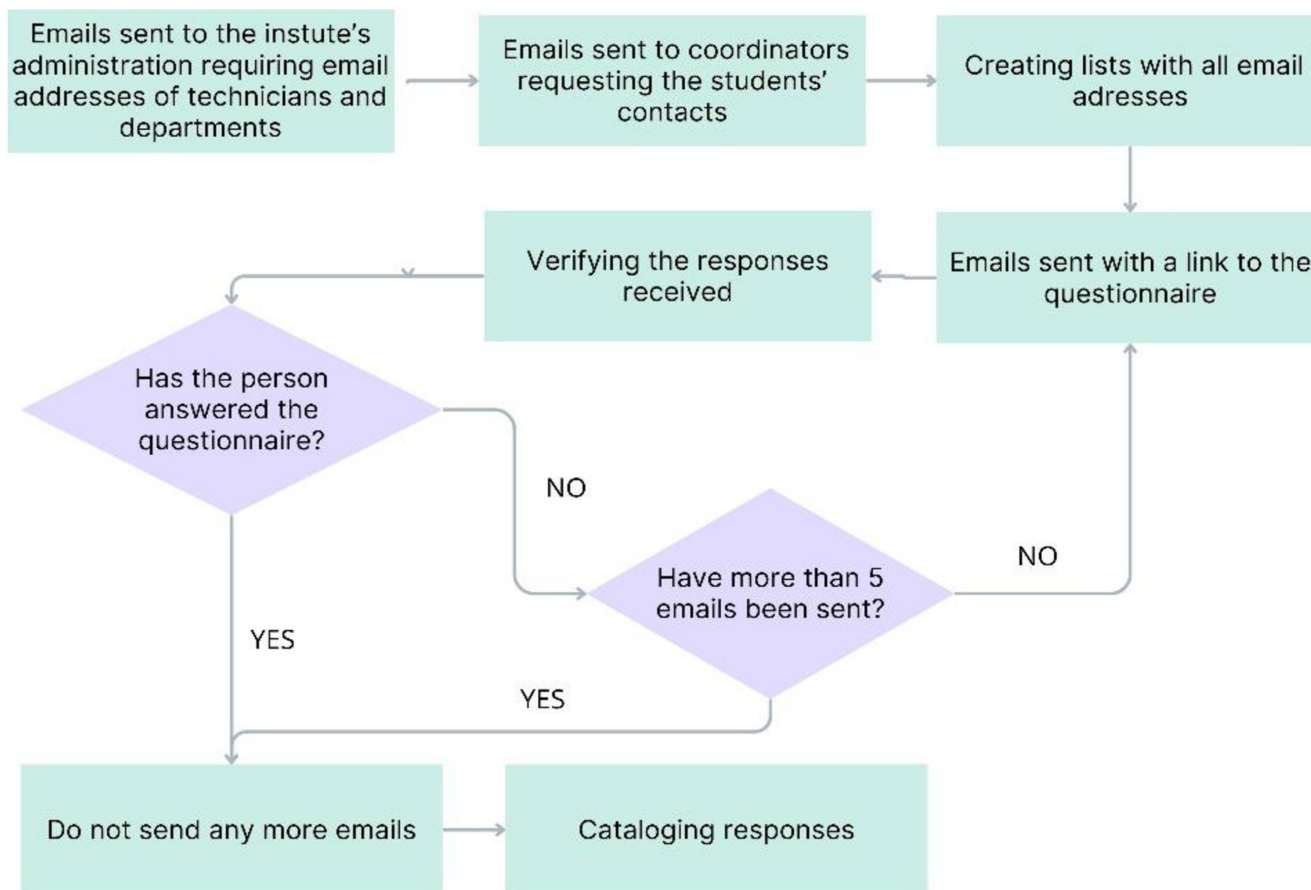 Emails sent to the instute's
administration requiring email
addresses of technicians and
departments
Emails sent to coordinators
requesting the students'
contacts
Creating lists with all email
adresses
Verifying the responses
received
Emails sent with a link to the
questionnaire
Has the person
answered the
questionnaire?
NO
Have more than 5
emails been sent?
NO
YES
YES
Do not send any more emails
Cataloging responses